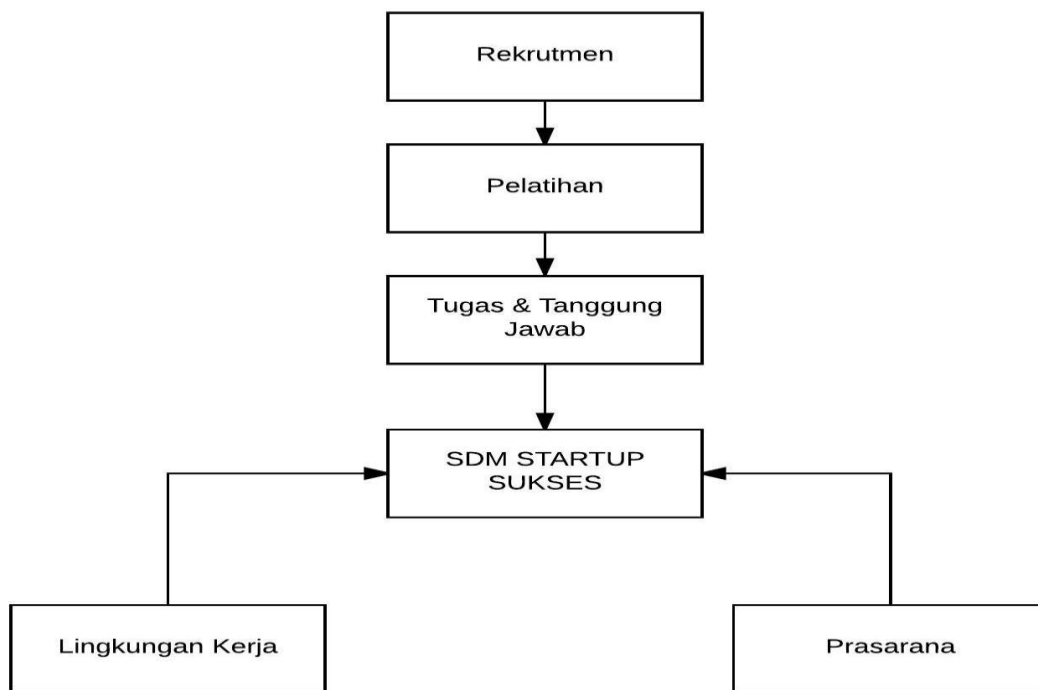 Rekrutmen
Pelatihan
Tugas & Tanggung
Jawab
SDM STARTUP
SUKSES
Lingkungan Kerja
Prasarana